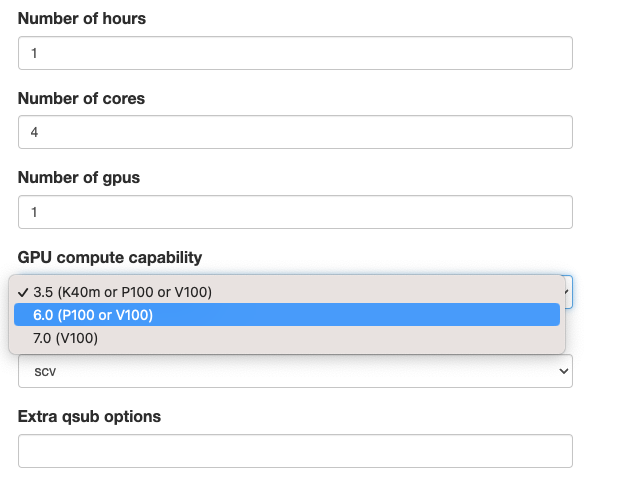 Number of hours
1
Number of cores
4
Number of gpus
1
GPU compute capability
✓ 3.5 (K40m or P100 or V100)
6.0 (P100 or V100)
7.0 (V100)
scv
Extra qsub options